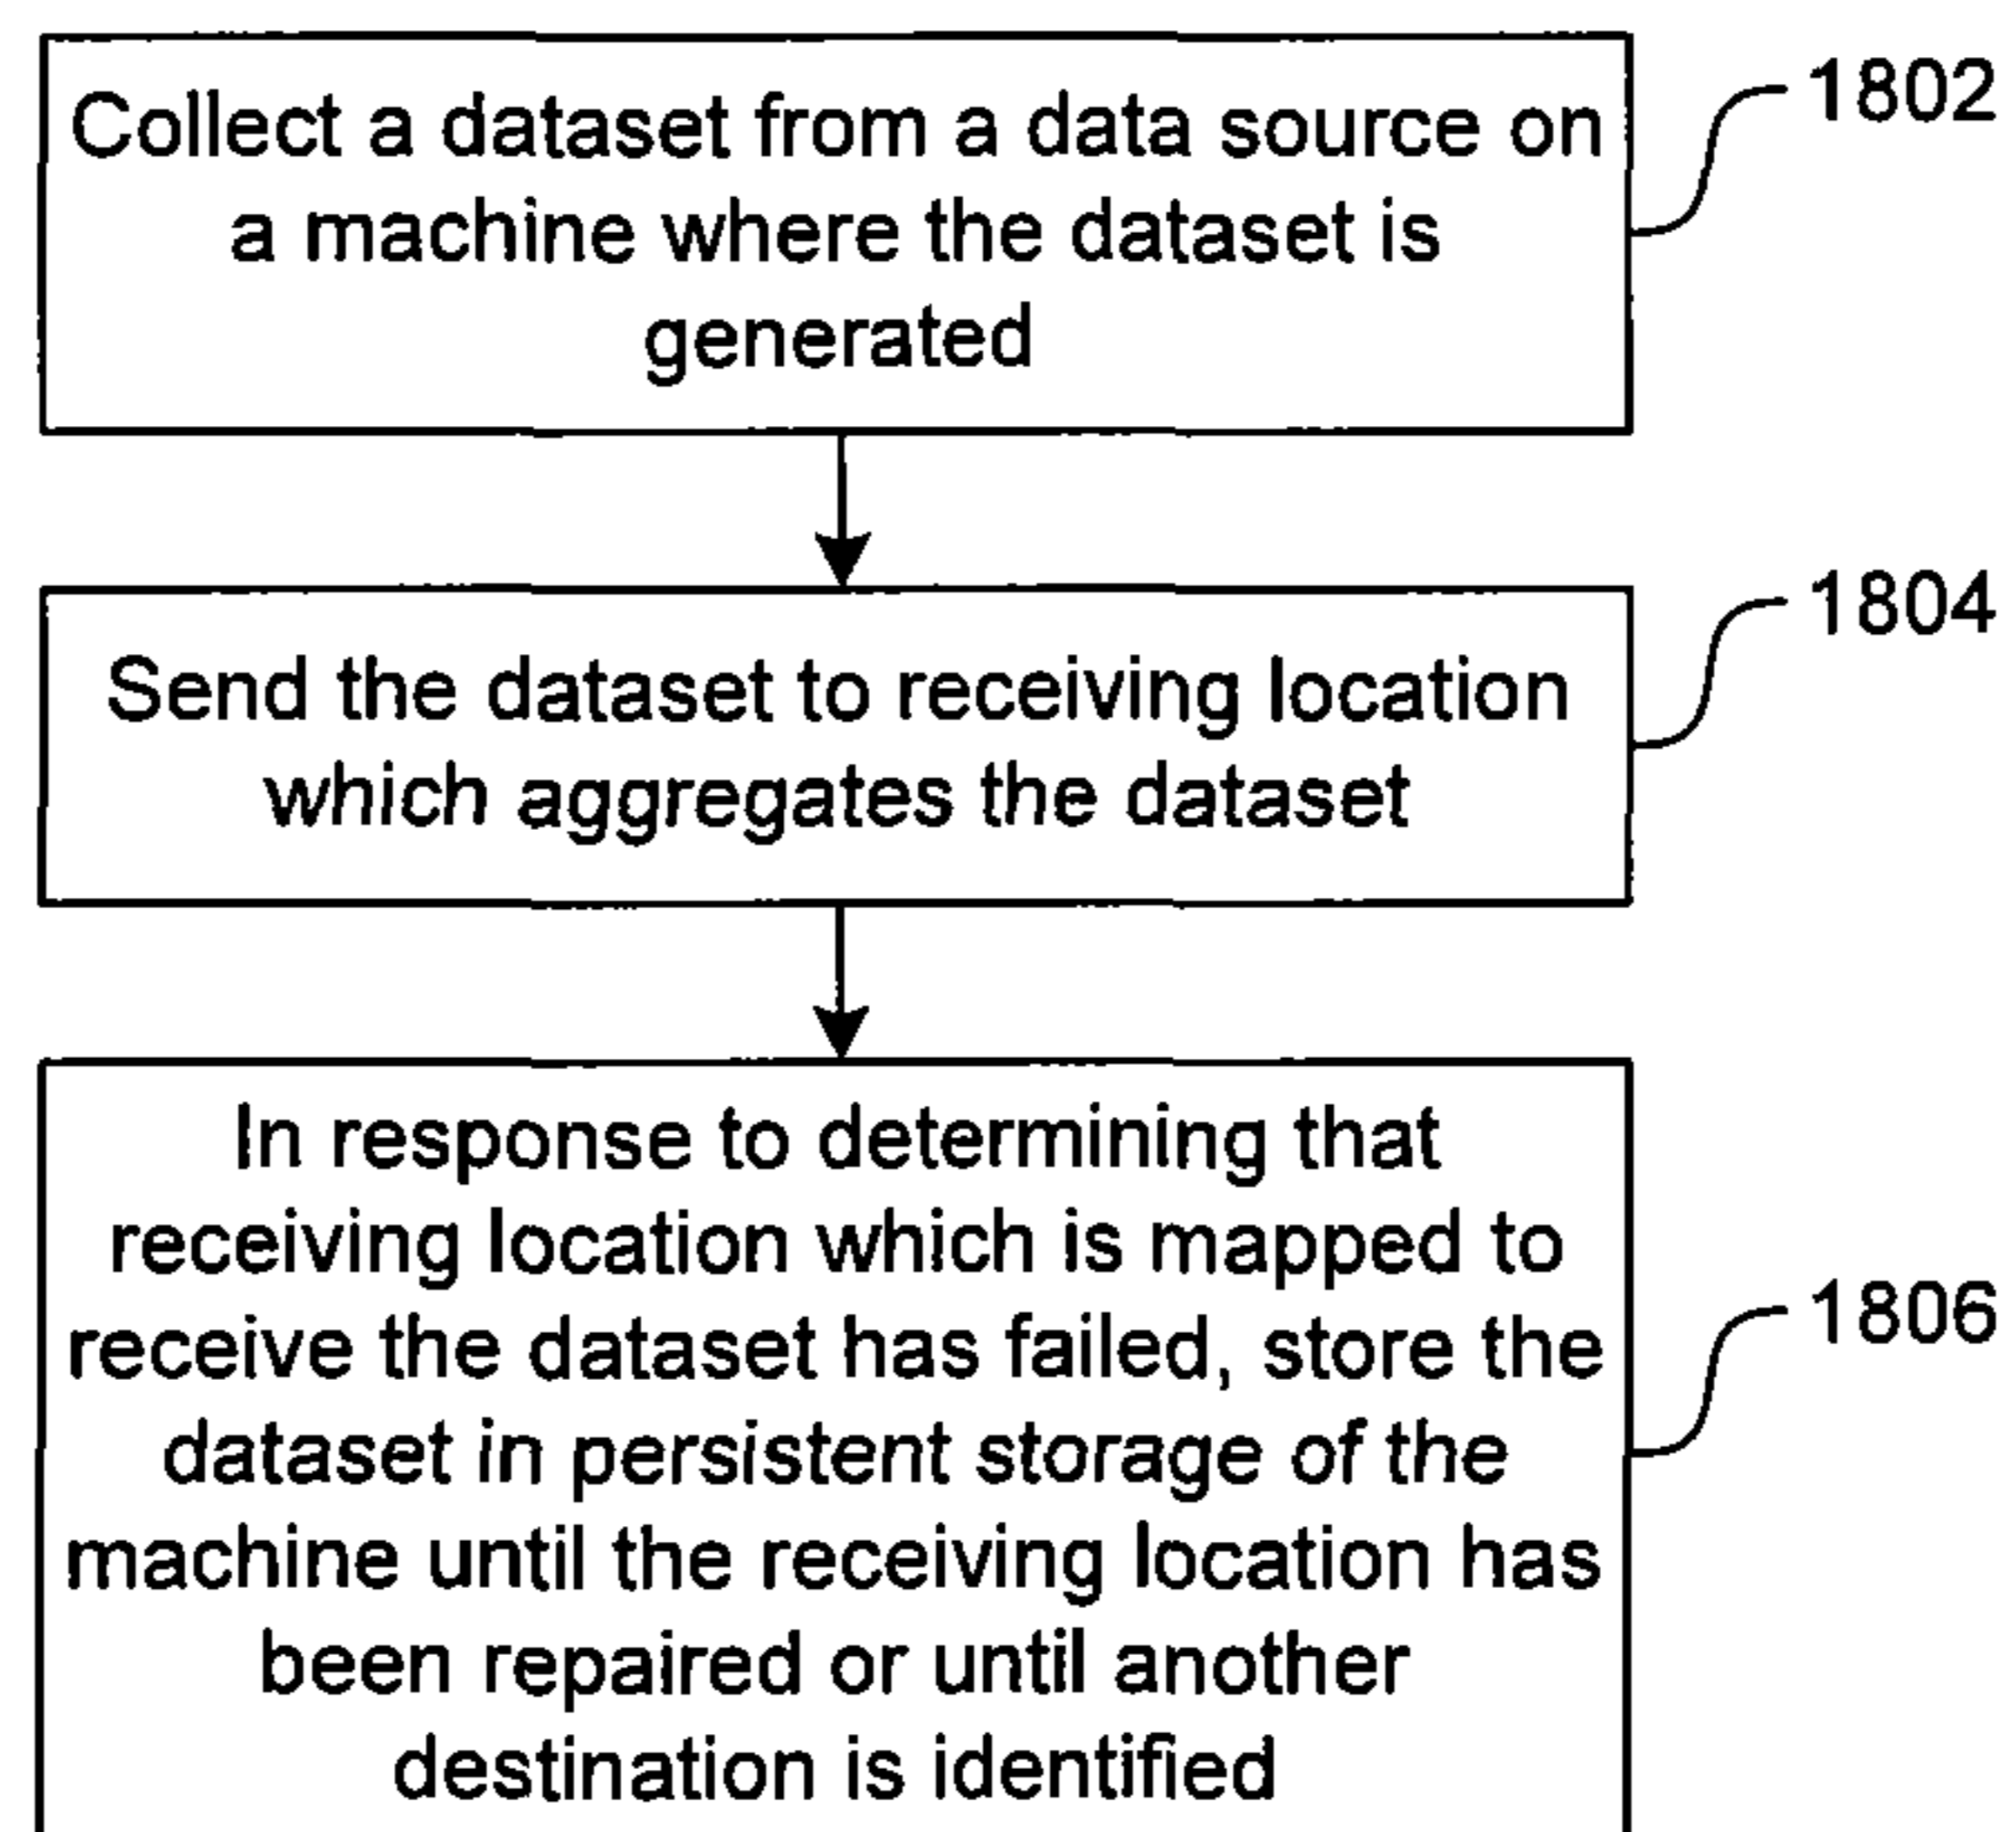 Collect a dataset from a data source on
a machine where the dataset is
generated
1802
Send the dataset to receiving location
which aggregates the dataset
1804
In response to determining that
receiving location which is mapped to
receive the dataset has failed, store the
dataset in persistent storage of the
machine until the receiving location has
been repaired or until another
destination is identified
1806